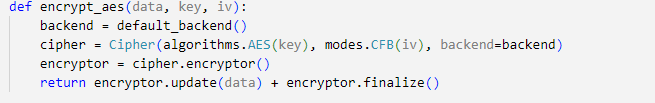 def encrypt_aes(data, key, iv):
    backend = default_backend()
    cipher = Cipher(algorithms.AES(key), modes.CFB(iv), backend=backend)
    encryptor = cipher.encryptor()
    return encryptor.update(data) + encryptor.finalize()